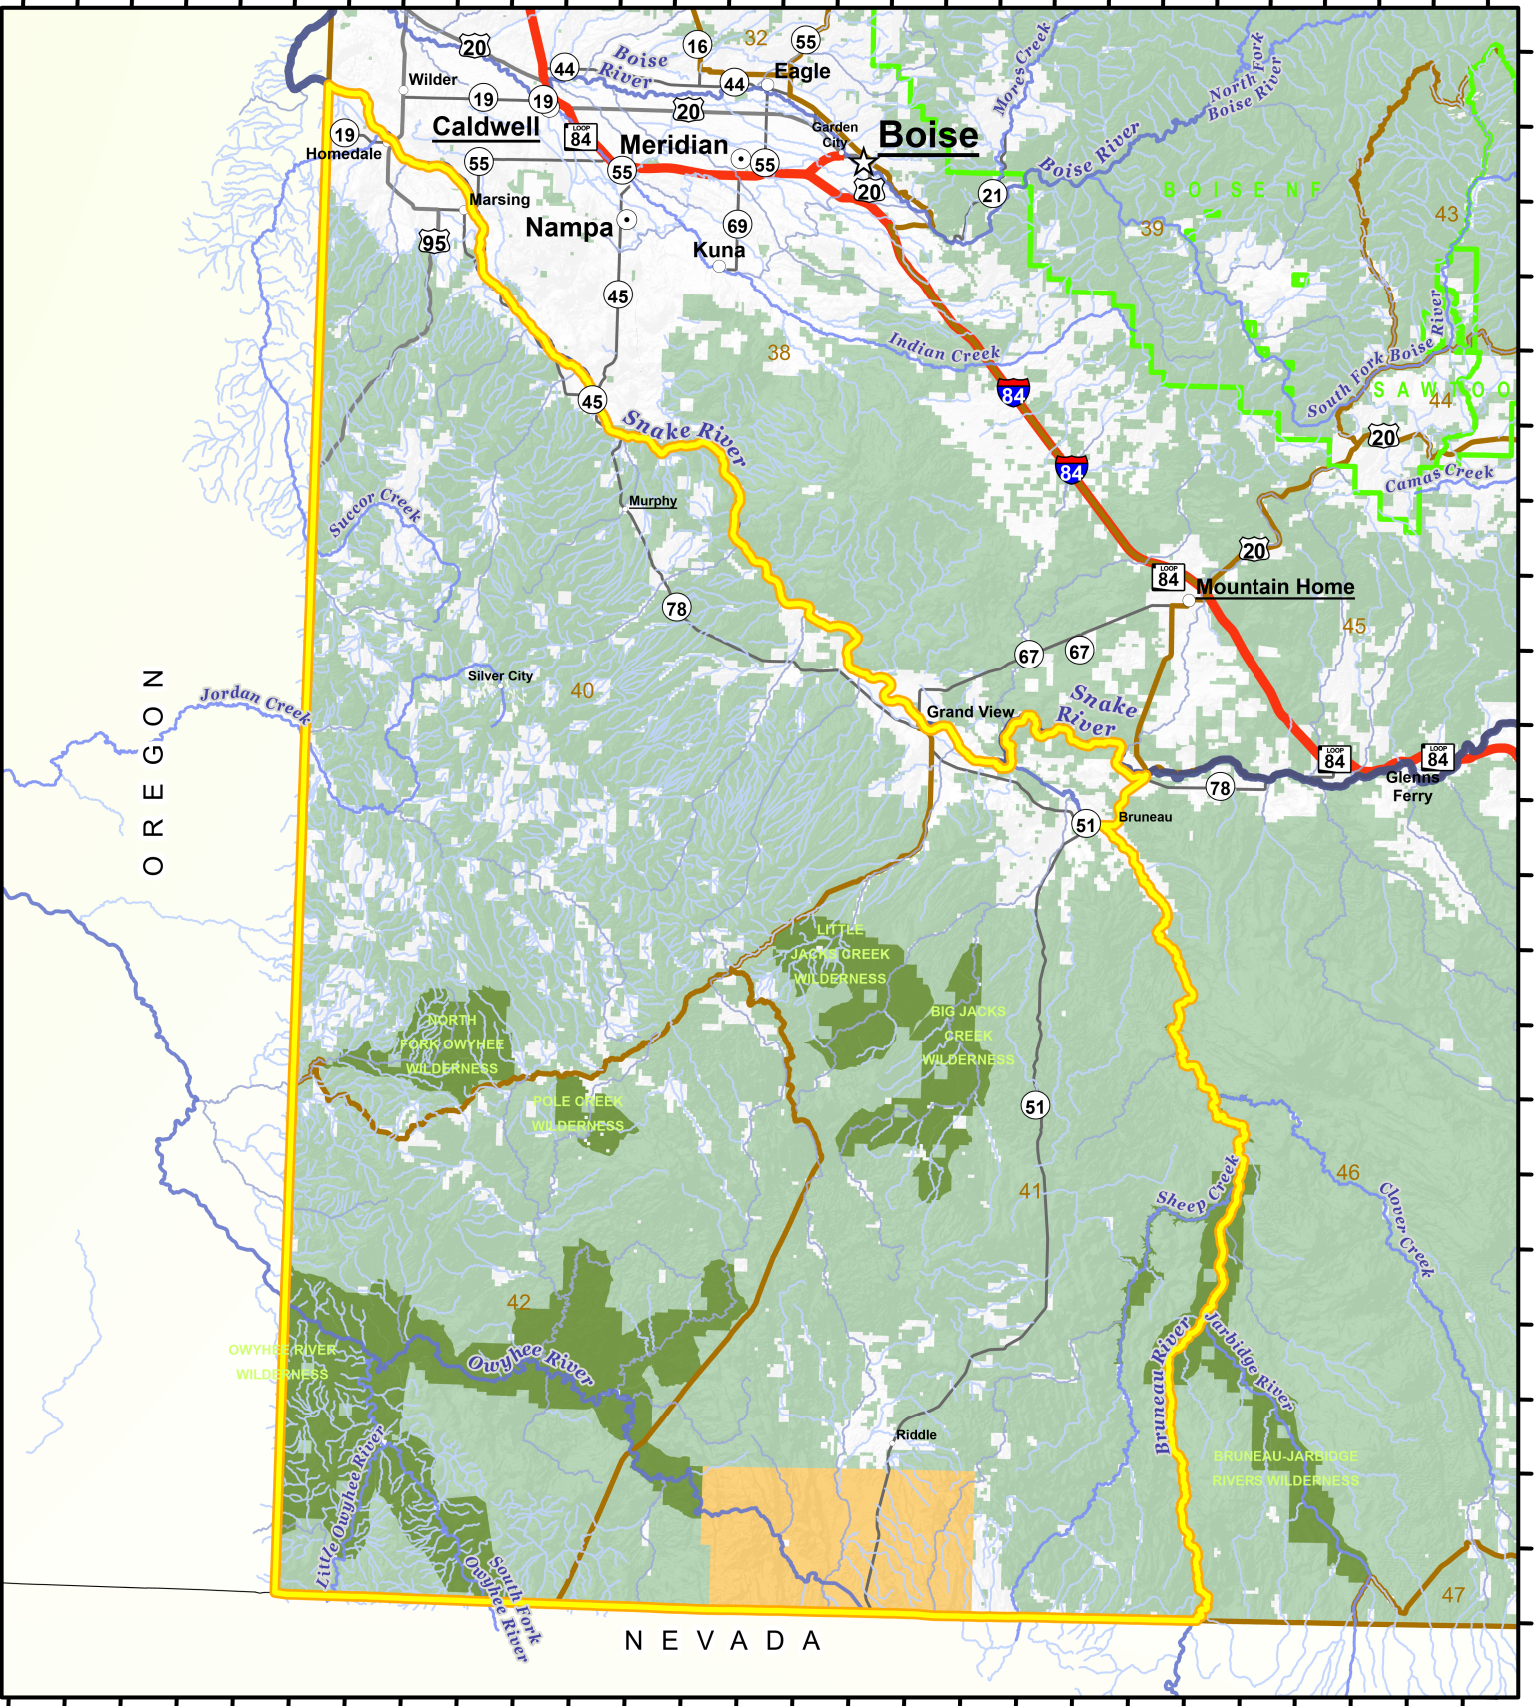 20
44
Boise
River
16
32
55
Eagle
Mores Creek
North Fork
Boise River
Wilder
19
19
44
20
Caldwell
LOOP
84
Meridian
Garden
City
Boise
19
Homedale
55
55
55
20
21
Boise River
BOISE NF
Marsing
Nampa
69
39
43
95
Kuna
45
38
Indian Creek
South Fork Boise River
84
SAWTOO
44
45
Snake River
20
84
Camas Creek
Succor Creek
Murphy
20
LOOP
84
Mountain Home
78
45
67
67
OREGON
Silver City
40
Jordan Creek
Grand View
Snake
River
LOOP
84
LOOP
84
Glenns
Ferry
78
51
Bruneau
LITTLE
JACKS CREEK
WILDERNESS
NORTH
FORK OWYHEE
WILDERNESS
BIG JACKS
CREEK
WILDERNESS
POLE CREEK
WILDERNESS
51
41
46
Sheep Creek
Clover Creek
42
OWYHEE RIVER
WILDERNESS
Owyhee River
Bruneau River
Jarbidge River
Little Owyhee River
Riddle
BRUNEAU-JARBIDGE
RIVERS WILDERNESS
South Fork
Owyhee River
47
NEVADA